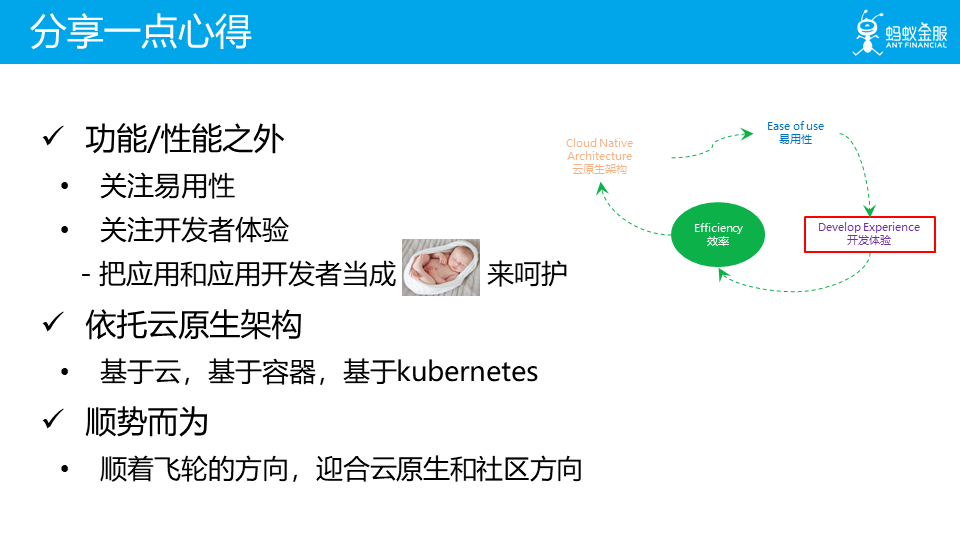 分享一点心得
蚂蚁金服
ANT FINANCIAL
✓ 功能/性能之外
• 关注易用性
• 关注开发者体验
- 把应用和应用开发者当成 来呵护
✓ 依托云原生架构
• 基于云，基于容器，基于kubernetes
✓ 顺势而为
• 顺着飞轮的方向，迎合云原生和社区方向
Cloud Native
Architecture
云原生架构
Ease of use
易用性
Efficiency
效率
Develop Experience
开发体验